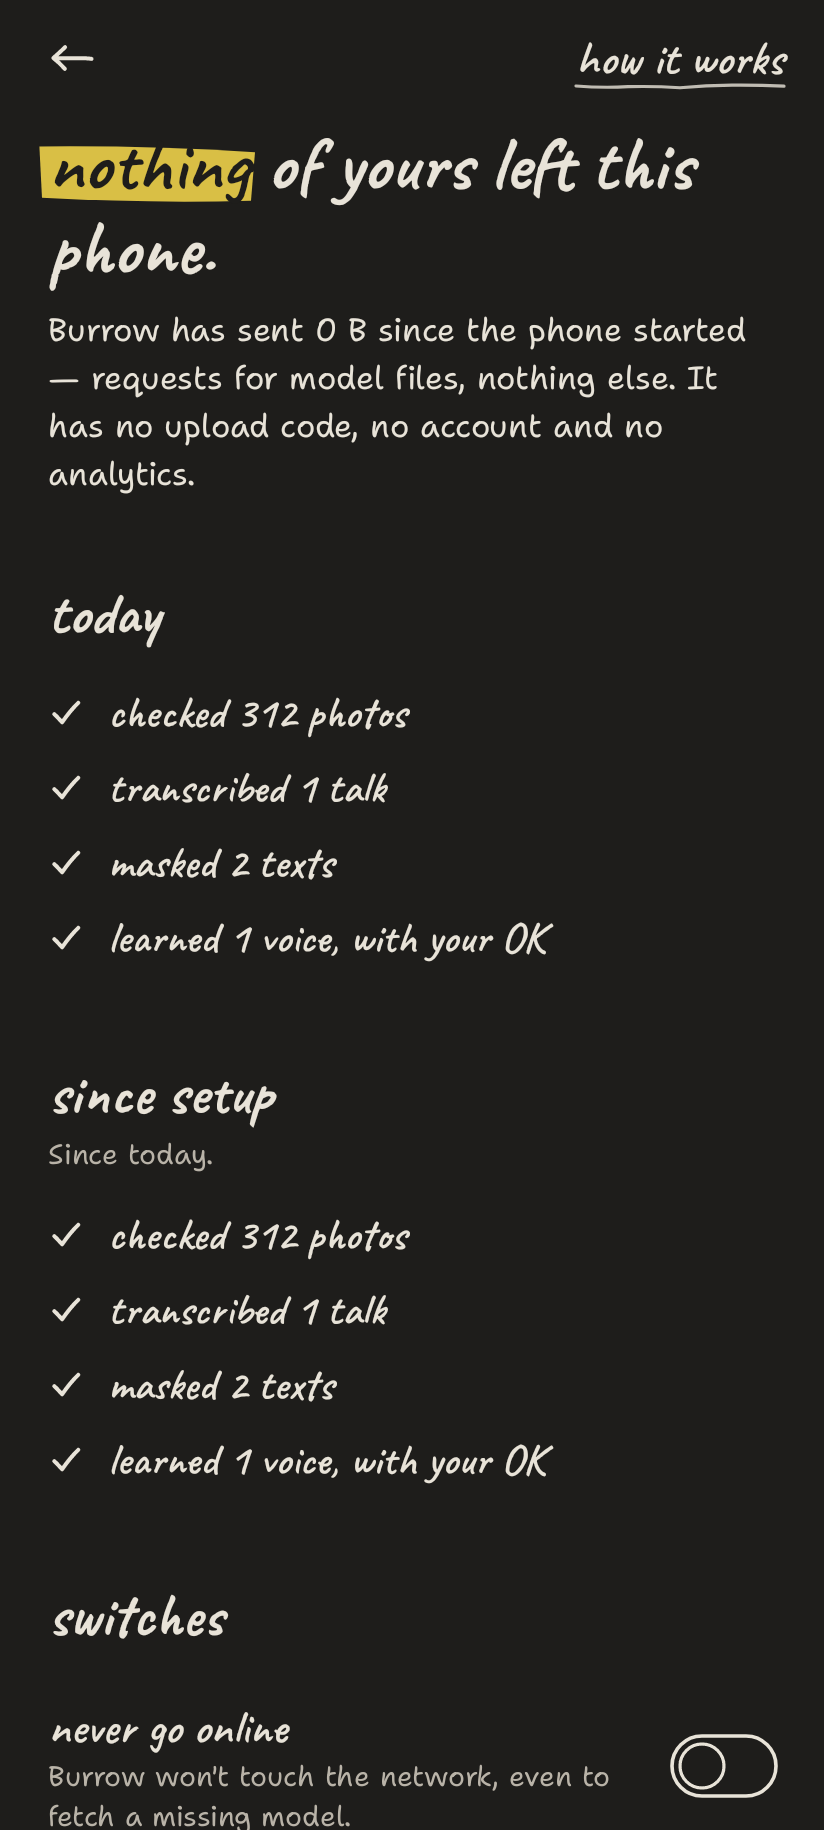 how it works
nothing of yours left this
phone.
Burrow has sent 0 B since the phone started
— requests for model files, nothing else. It
has no upload code, no account and no
analytics.
today
checked 312 photos
transcribed 1 talk
masked 2 texts
learned 1 voice, with your OK
since setup
Since today.
checked 312 photos
transcribed 1 talk
masked 2 texts
learned 1 voice, with your OK
switches
never go online
Burrow won't touch the network, even to
fetch a missing model.